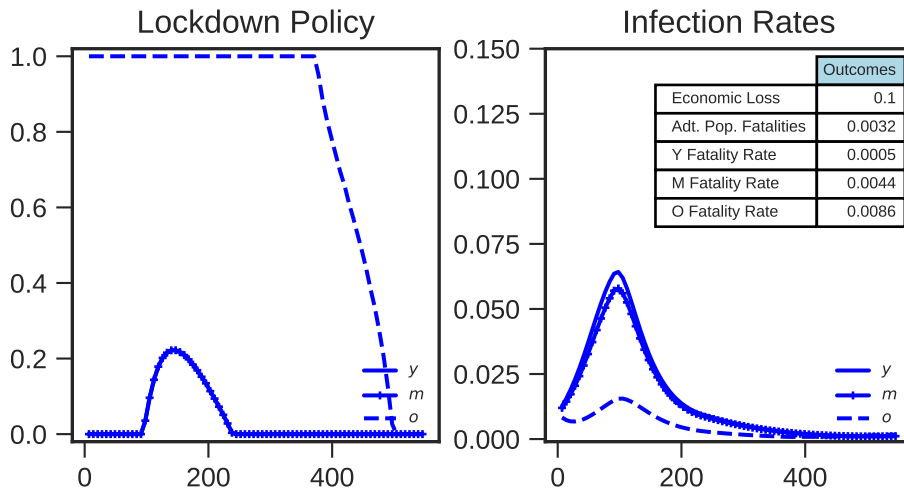 Lockdown Policy
1.0
0.8
0.6
0.4
0.2
0.0
0 200 400
y
m
o
Infection Rates
0.150
0.125
0.100
0.075
0.050
0.025
0.000
0 200 400
Outcomes
Economic Loss 0.1
Adt. Pop. Fatalities 0.0032
Y Fatality Rate 0.0005
M Fatality Rate 0.0044
O Fatality Rate 0.0086
y
m
o